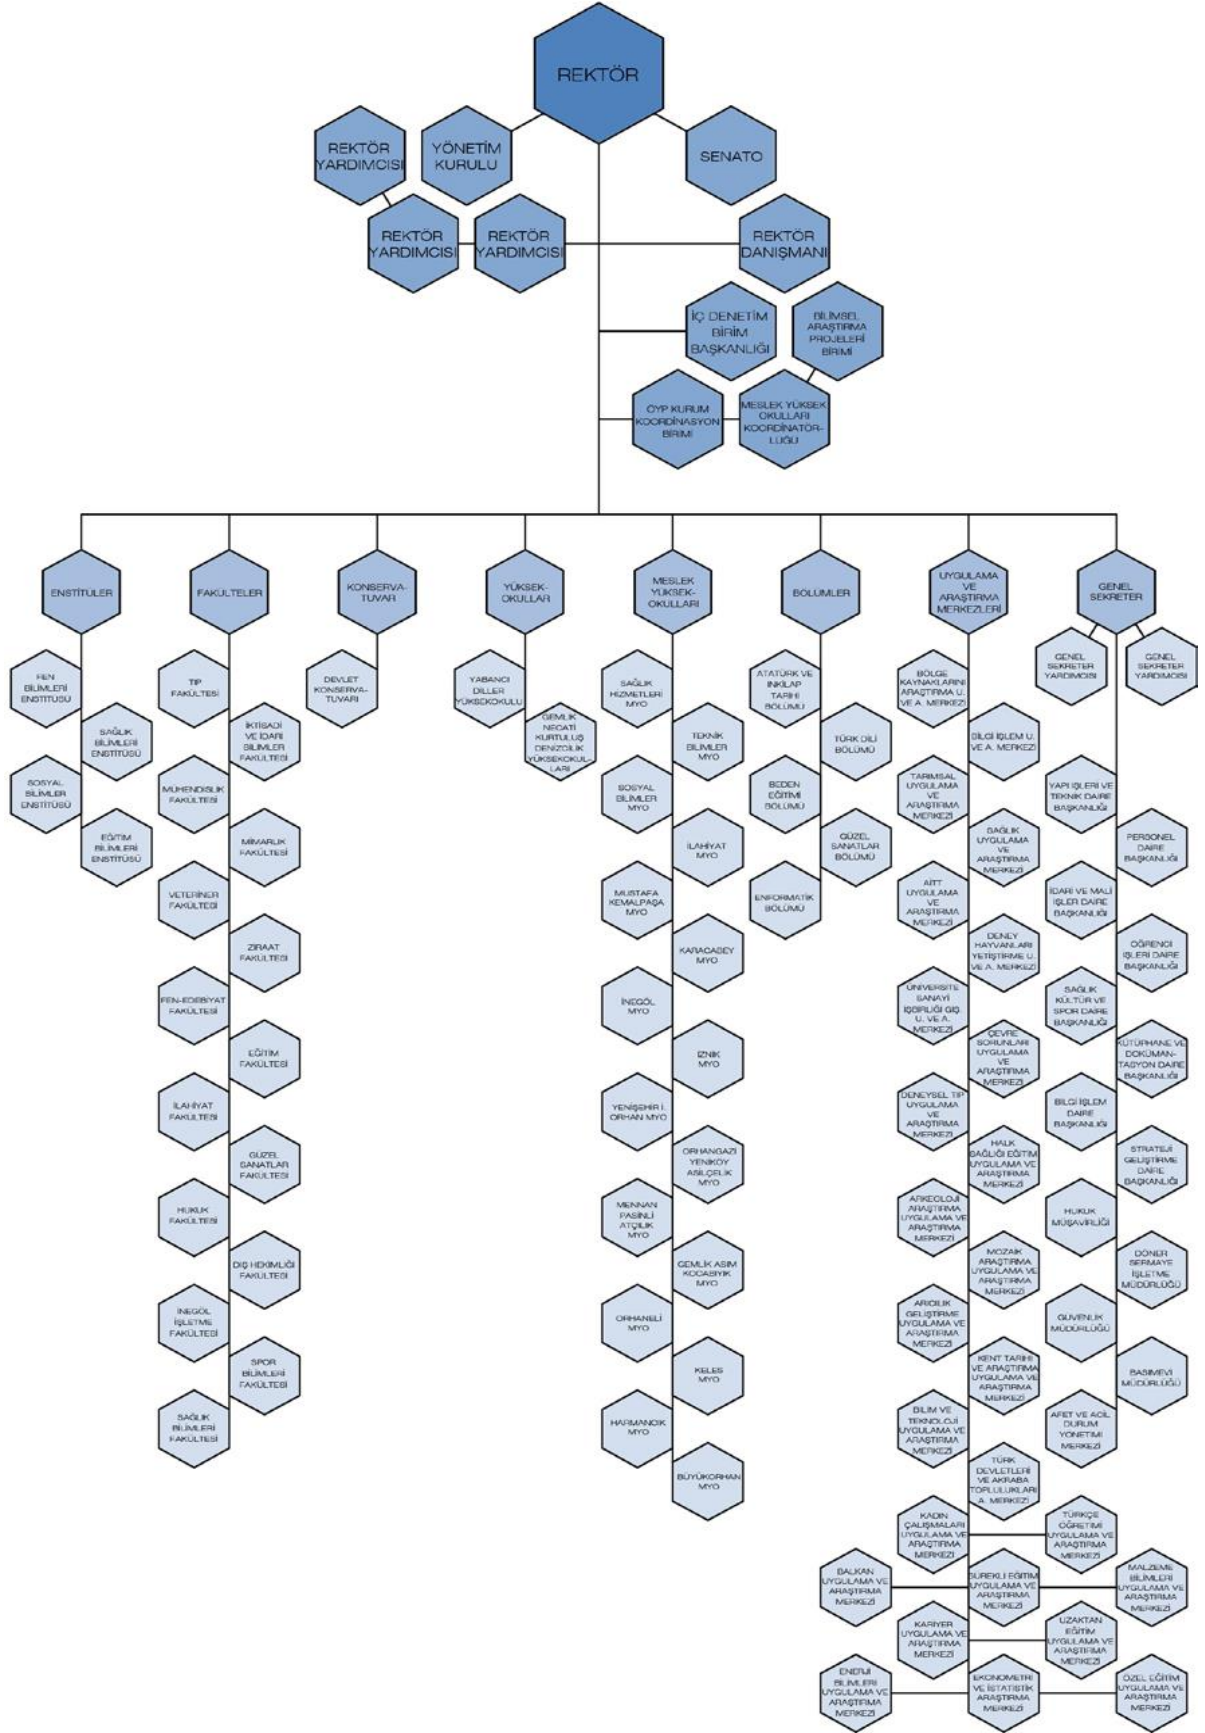 REKTÖR
REKTÖR
YARDIMCISI
YÖNETİM
KURULU
SENATO
REKTÖR
YARDIMCISI
REKTÖR
YARDIMCISI
REKTÖR
DANIŞMANI
İÇ DENETİM
BİRİM
BAŞKANLIĞI
BİLİMSEL
ARAŞTIRMA
PROJELERİ
BİRİMİ
ÖYP KURUM
KOORDİNASYON
BİRİMİ
MESLEK YÜKSEK
OKULLARI
KOORDİNATÖR-
LÜĞÜ
ENSTİTÜLER
FAKÜLTELER
KONSERVA-
TUVAR
YÜKSEK-
OKULLAR
MESLEK
YÜKSEK-
OKULLARI
BÖLÜMLER
UYGULAMA
VE
ARAŞTIRMA
MERKEZLERİ
GENEL
SEKRETER
FEN
BİLİMLERİ
ENSTİTÜSÜ
SAĞLIK
BİLİMLERİ
ENSTİTÜSÜ
SOSYAL
BİLİMLER
ENSTİTÜSÜ
EĞİTİM
BİLİMLERİ
ENSTİTÜSÜ
TIP
FAKÜLTESİ
İKTİSADİ
VE İDARİ
BİLİMLER
FAKÜLTESİ
MÜHENDİSLİK
FAKÜLTESİ
MİMARLIK
FAKÜLTESİ
VETERİNER
FAKÜLTESİ
ZİRAAT
FAKÜLTESİ
FEN-EDEBİYAT
FAKÜLTESİ
EĞİTİM
FAKÜLTESİ
İLAHİYAT
FAKÜLTESİ
GÜZEL
SANATLAR
FAKÜLTESİ
HUKUK
FAKÜLTESİ
DİŞ HEKİMLİĞİ
FAKÜLTESİ
İNEGÖL
İŞLETME
FAKÜLTESİ
SPOR
BİLİMLERİ
FAKÜLTESİ
SAĞLIK
BİLİMLERİ
FAKÜLTESİ
DEVLET
KONSERVA-
TUVARI
YABANCI
DİLLER
YÜKSEKOKULU
GEMLİK
NECATİ
KURTULUŞ
DENİZCİLİK
YÜKSEKOKUL-
LARI
SAĞLIK
HİZMETLERİ
MYO
TEKNİK
BİLİMLER
MYO
SOSYAL
BİLİMLER
MYO
İLAHİYAT
MYO
MUSTAFA
KEMALPAŞA
MYO
KARACABEY
MYO
İNEGÖL
MYO
İZNİK
MYO
YENİŞEHİR İ.
ORHAN MYO
ORHANGAZİ
YENİKÖY
ASİLÇELİK
MYO
MENNAN
PASİNLİ
ATÇILIK
MYO
GEMLİK ASIM
KOCABIYIK
MYO
ORHANELİ
MYO
KELES
MYO
HARMANCIK
MYO
BÜYÜKORHAN
MYO
ATATÜRK VE
İNKILAP
TARİHİ
BÖLÜMÜ
TÜRK DİLİ
BÖLÜMÜ
BEDEN
EĞİTİMİ
BÖLÜMÜ
GÜZEL
SANATLAR
BÖLÜMÜ
ENFORMATİK
BÖLÜMÜ
BÖLGE
KAYNAKLARINI
ARAŞTIRMA U.
VE A. MERKEZİ
BİLGİ İŞLEM U.
VE A. MERKEZİ
TARIMSAL
UYGULAMA
VE
ARAŞTIRMA
MERKEZİ
SAĞLIK
UYGULAMA
VE
ARAŞTIRMA
MERKEZİ
AİTT
UYGULAMA
VE
ARAŞTIRMA
MERKEZİ
DENEY
HAYVANLARI
YETİŞTİRME U.
VE A. MERKEZİ
ÜNİVERSİTE
SANAYİ
İŞBİRLİĞİ GİŞ.
U. VE A.
MERKEZİ
ÇEVRE
SORUNLARI
UYGULAMA
VE
ARAŞTIRMA
MERKEZİ
DENEYSEL TIP
UYGULAMA
VE
ARAŞTIRMA
MERKEZİ
HALK
SAĞLIĞI EĞİTİM
UYGULAMA VE
ARAŞTIRMA
MERKEZİ
ARKEOLOJİ
ARAŞTIRMA
UYGULAMA VE
ARAŞTIRMA
MERKEZİ
MOZAİK
ARAŞTIRMA
UYGULAMA VE
ARAŞTIRMA
MERKEZİ
ARICILIK
GELİŞTİRME
UYGULAMA VE
ARAŞTIRMA
MERKEZİ
KENT TARİHİ
VE ARAŞTIRMA
UYGULAMA VE
ARAŞTIRMA
MERKEZİ
BİLİM VE
TEKNOLOJİ
UYGULAMA VE
ARAŞTIRMA
MERKEZİ
TÜRK
DEVLETLERİ
VE AKRABA
TOPLULUKLARI
A. MERKEZİ
KADIN
ÇALIŞMALARI
UYGULAMA VE
ARAŞTIRMA
MERKEZİ
TÜRKÇE
ÖĞRETİMİ
UYGULAMA VE
ARAŞTIRMA
MERKEZİ
BALKAN
UYGULAMA VE
ARAŞTIRMA
MERKEZİ
SÜREKLİ EĞİTİM
UYGULAMA VE
ARAŞTIRMA
MERKEZİ
MALZEME
BİLİMLERİ
UYGULAMA VE
ARAŞTIRMA
MERKEZİ
KARİYER
UYGULAMA VE
ARAŞTIRMA
MERKEZİ
UZAKTAN
EĞİTİM
UYGULAMA VE
ARAŞTIRMA
MERKEZİ
ENERJİ
BİLİMLERİ
UYGULAMA VE
ARAŞTIRMA
MERKEZİ
EKONOMETRİ
VE İSTATİSTİK
ARAŞTIRMA
MERKEZİ
ÖZEL EĞİTİM
UYGULAMA VE
ARAŞTIRMA
MERKEZİ
GENEL
SEKRETER
YARDIMCISI
GENEL
SEKRETER
YARDIMCISI
YAPI İŞLERİ VE
TEKNİK DAİRE
BAŞKANLIĞI
PERSONEL
DAİRE
BAŞKANLIĞI
İDARİ VE MALİ
İŞLER DAİRE
BAŞKANLIĞI
ÖĞRENCİ
İŞLERİ DAİRE
BAŞKANLIĞI
SAĞLIK
KÜLTÜR VE
SPOR DAİRE
BAŞKANLIĞI
KÜTÜPHANE VE
DOKÜMAN-
TASYON DAİRE
BAŞKANLIĞI
BİLGİ İŞLEM
DAİRE
BAŞKANLIĞI
STRATEJİ
GELİŞTİRME
DAİRE
BAŞKANLIĞI
HUKUK
MÜŞAVİRLİĞİ
DÖNER
SERMAYE
İŞLETME
MÜDÜRLÜĞÜ
GÜVENLİK
MÜDÜRLÜĞÜ
BASIMEVİ
MÜDÜRLÜĞÜ
AFET VE ACİL
DURUM
YÖNETİMİ
MERKEZİ